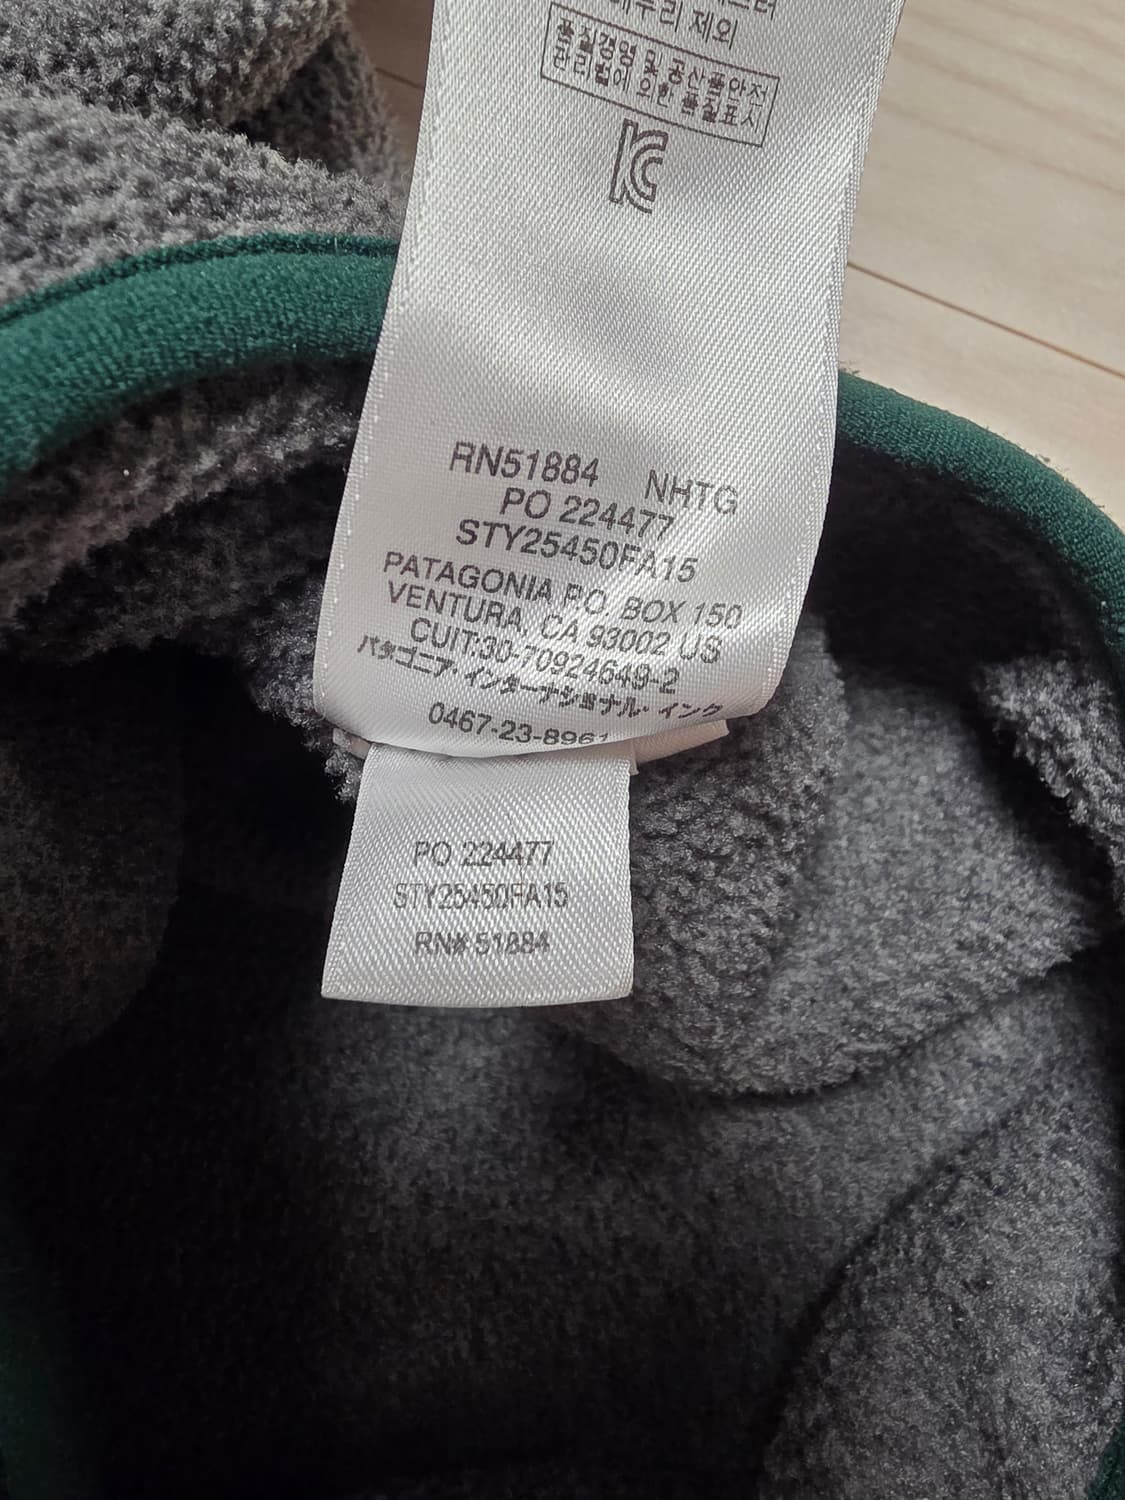 제외
품질경영 및 공산품안전
관리법에 의한 품질표시
RN51884 NHTG
PO 224477
STY25450FA15
PATAGONIA P.O. BOX 150
VENTURA, CA 93002 US
CUIT:30-70924649-2
パタゴニア・インターナショナル・インク
0467-23-8961
PO 224477
STY25450FA15
RN# 51884